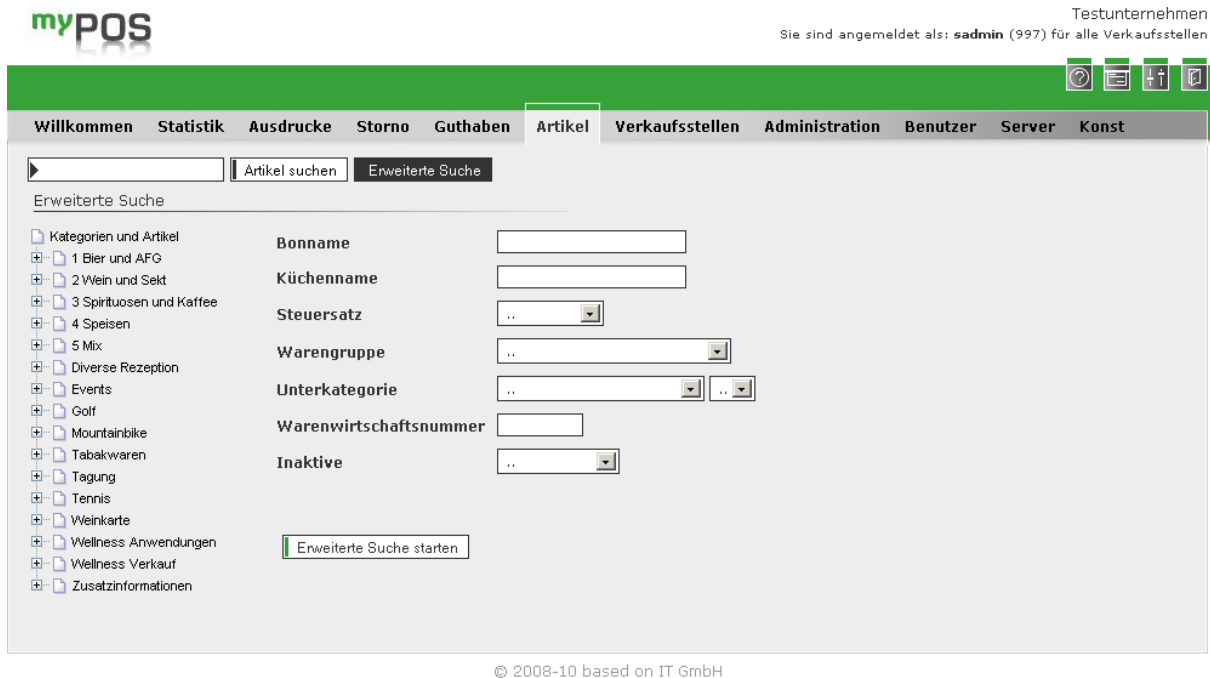 myPOS
Testunternehmen
Sie sind angemeldet als: sadmin (997) für alle Verkaufsstellen
Willkommen Statistik Ausdrucke Storno Guthaben Artikel Verkaufsstellen Administration Benutzer Server Konst
Artikel suchen Erweiterte Suche
Erweiterte Suche
Kategorien und Artikel
1 Bier und AFG
2 Wein und Sekt
3 Spirituosen und Kaffee
4 Speisen
5 Mix
Diverse Rezeption
Events
Golf
Mountainbike
Tabakwaren
Tagung
Tennis
Weinkarte
Wellness Anwendungen
Wellness Verkauf
Zusatzinformationen
Bonname
Küchenname
Steuersatz ..
Warengruppe ..
Unterkategorie .. ..
Warenwirtschaftsnummer
Inaktive ..
Erweiterte Suche starten
© 2008-10 based on IT GmbH